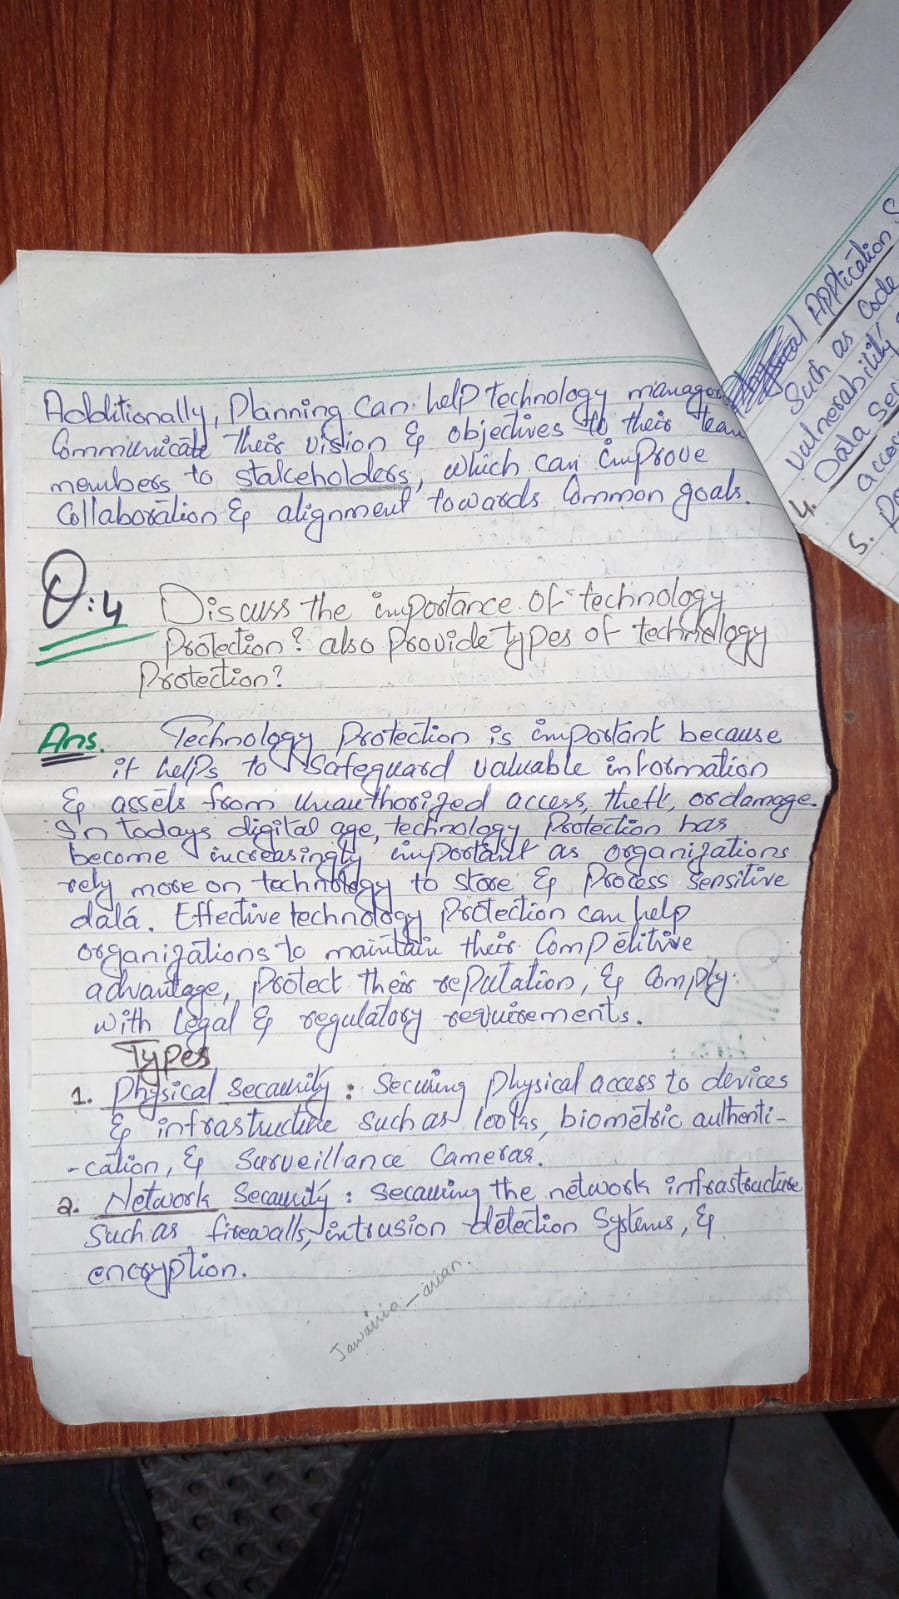 Additionally, Planning Can help technology manage
Communicate their vision & objectives to their team
members to stakeholders, which can improve
Collaboration & alignment towards Common goals.
Q:4 Discuss the importance of technology
Protection? also provide types of technology
Protection?
Ans. Technology Protection is important because
it helps to Safeguard valuable information
& assets from unauthorized access, theft, or damage.
In todays digital age, technology Protection has
become increasingly important as organizations
rely more on technology to store & Process Sensitive
data. Effective technology Protection can help
organizations to maintain their Competitive
advantage, Protect their reputation, & Comply
with legal & regulatory requirements.
Types
1. Physical Security : Securing Physical access to devices
& infrastructure such as locks, biometric authenti-
-cation, & Surveillance Cameras.
2. Network Security : Securing the network infrastructure
Such as firewalls, intrusion detection Systems, &
encryption.
Jawairia_arian.
Application S
Such as Code
vulnerability
4. Data Sec
acces
5.